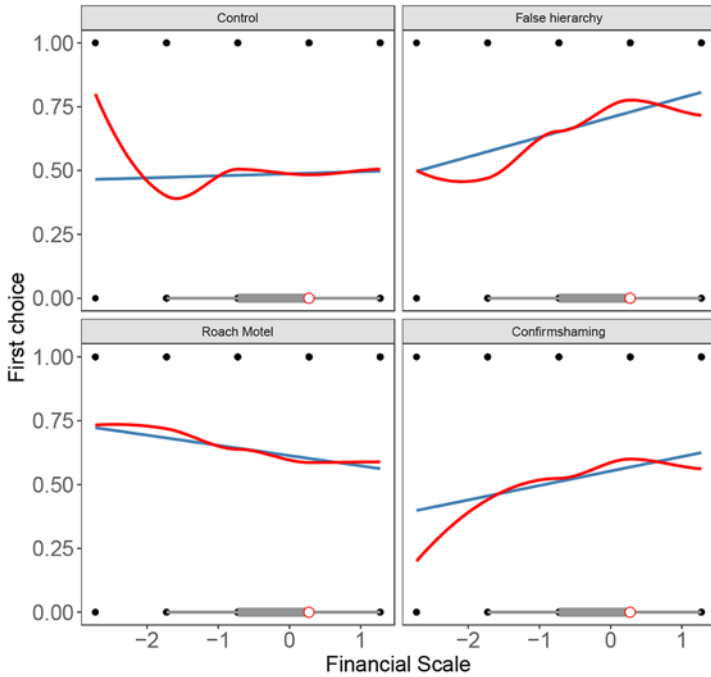 Control
False hierarchy
1.00
0.75
0.50
0.25
0.00
Roach Motel
Confirmshaming
1.00
0.75
0.50
0.25
0.00
First choice
−2 −1 0 1
−2 −1 0 1
Financial Scale